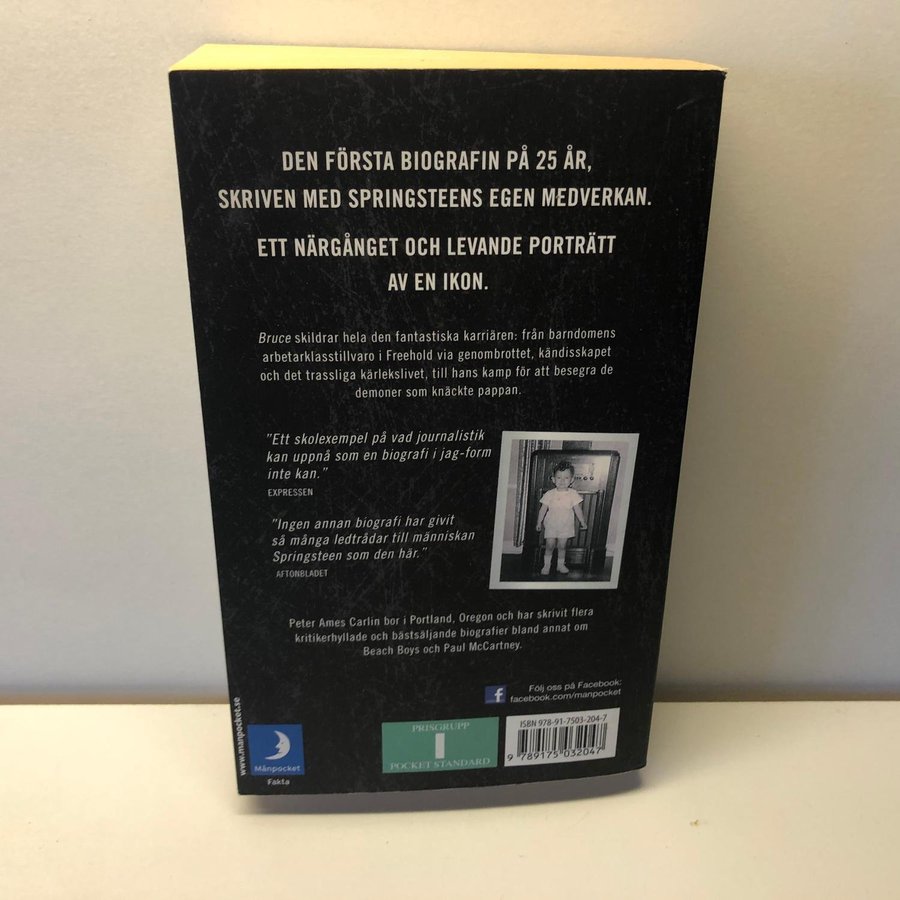 DEN FÖRSTA BIOGRAFIN PÅ 25 ÅR,
SKRIVEN MED SPRINGSTEENS EGEN MEDVERKAN.
ETT NÄRGÅNGET OCH LEVANDE PORTRÄTT
AV EN IKON.
Bruce skildrar hela den fantastiska karriären: från barndomens
arbetarklasstillvaro i Freehold via genombrottet, kändisskapet
och det trassliga kärlekslivet, till hans kamp för att besegra de
demoner som knäckte pappan.
"Ett skolexempel på vad journalistik
kan uppnå som en biografi i jag-form
inte kan."
EXPRESSEN
"Ingen annan biografi har givit
så många ledtrådar till människan
Springsteen som den här."
AFTONBLADET
Peter Ames Carlin bor i Portland, Oregon och har skrivit flera
kritikerhyllade och bästsäljande biografier bland annat om
Beach Boys och Paul McCartney.
f
Följ oss på Facebook:
facebook.com/manpocket
www.manpocket.se
Månpocket
Fakta
PRISGRUPP
1
POCKET STANDARD
ISBN 978-91-7503-204-7
9 789175 032047